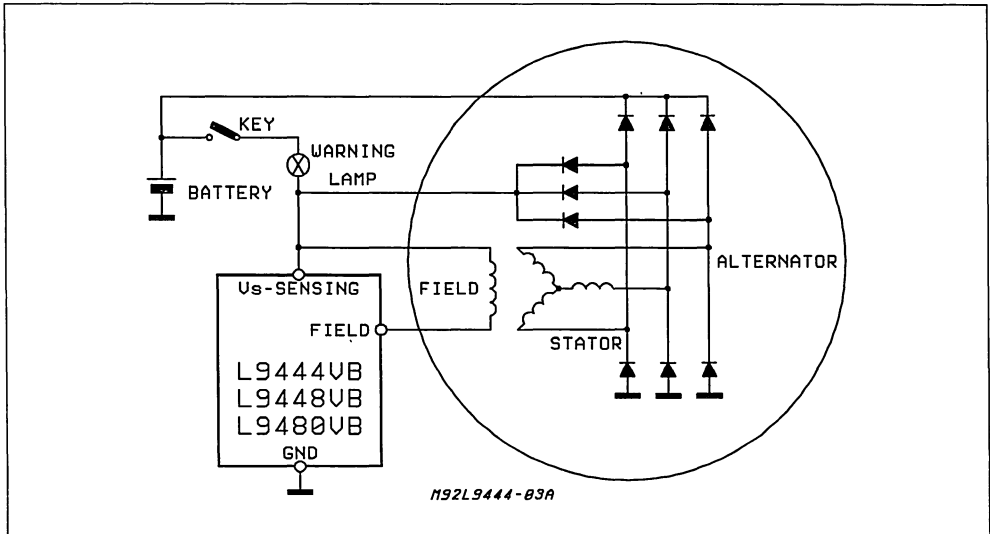 KEY
WARNING
LAMP
BATTERY
Vs-SENSING
FIELD
FIELD
ALTERNATOR
STATOR
L9444VB
L9448VB
L9480VB
GND
M92L9444-03A